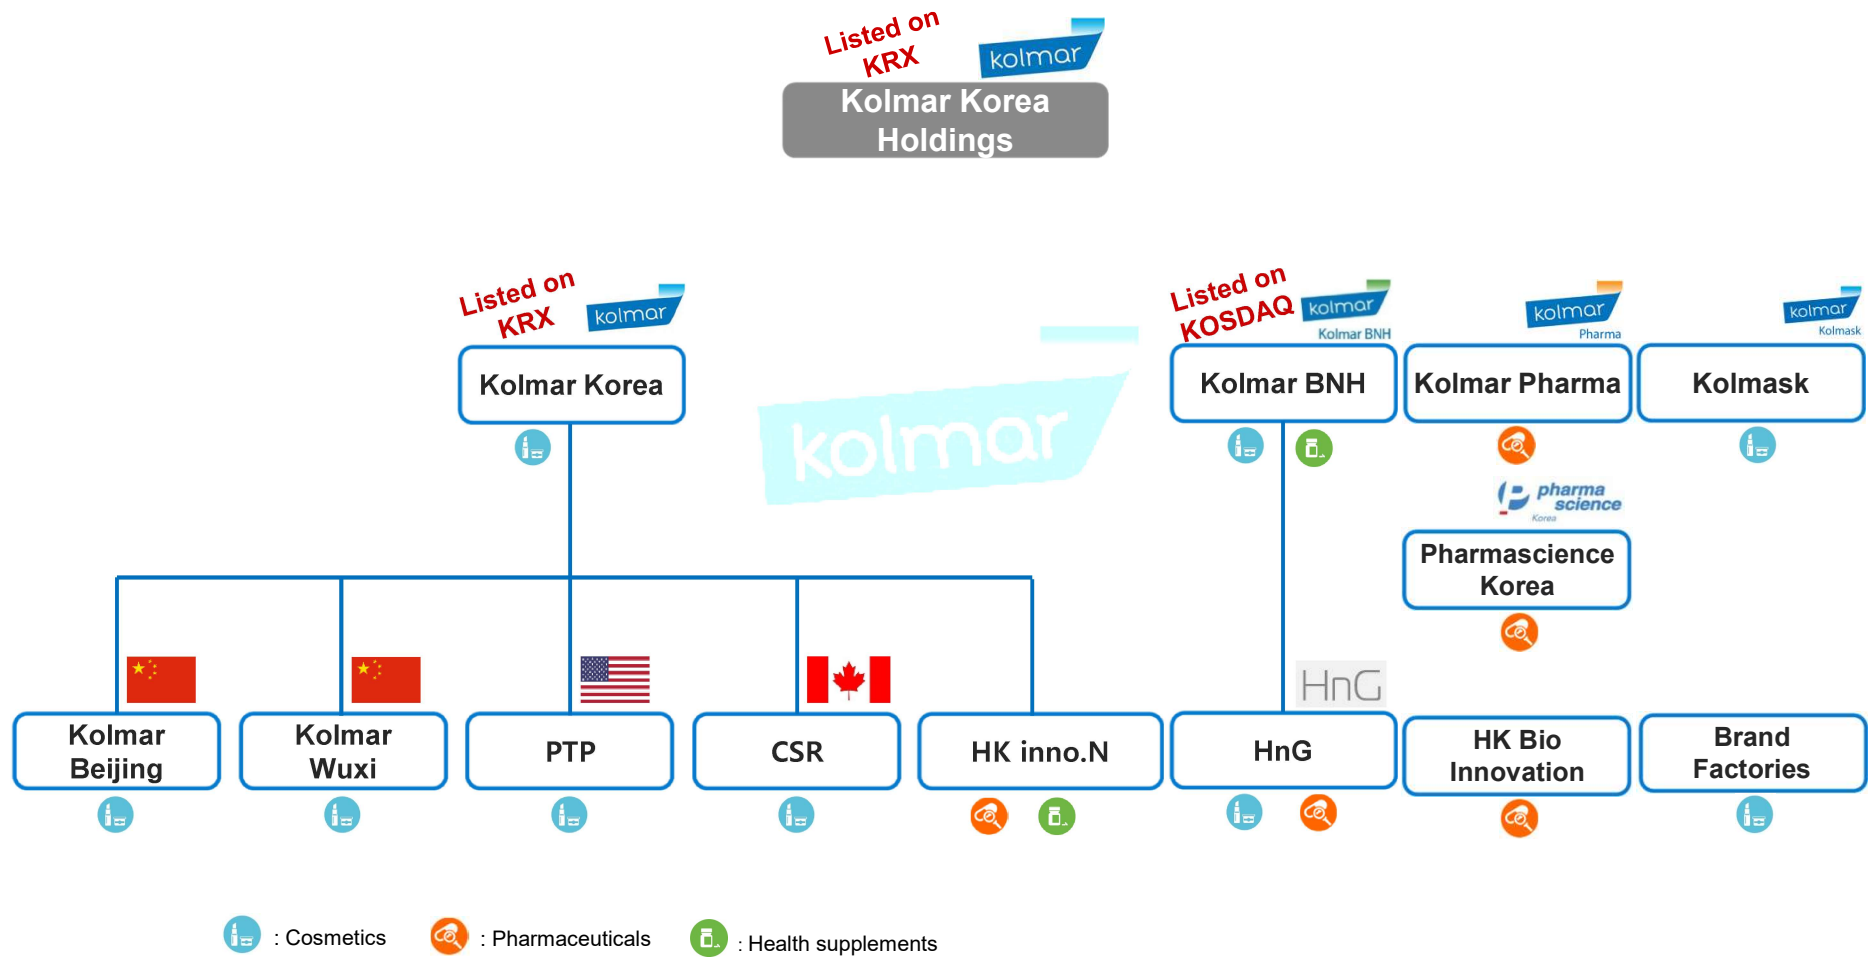 Listed on
KRX
kolmar
Kolmar Korea
Holdings
Listed on
KRX
kolmar
Kolmar Korea
kolmar
Listed on
KOSDAQ
kolmar
Kolmar BNH
Kolmar BNH
kolmar
Pharma
Kolmar Pharma
kolmar
Kolmask
Kolmask
pharma
science
Korea
Pharmascience
Korea
Kolmar
Beijing
Kolmar
Wuxi
PTP
CSR
HK inno.N
HnG
HnG
HK Bio
Innovation
Brand
Factories
: Cosmetics
: Pharmaceuticals
: Health supplements